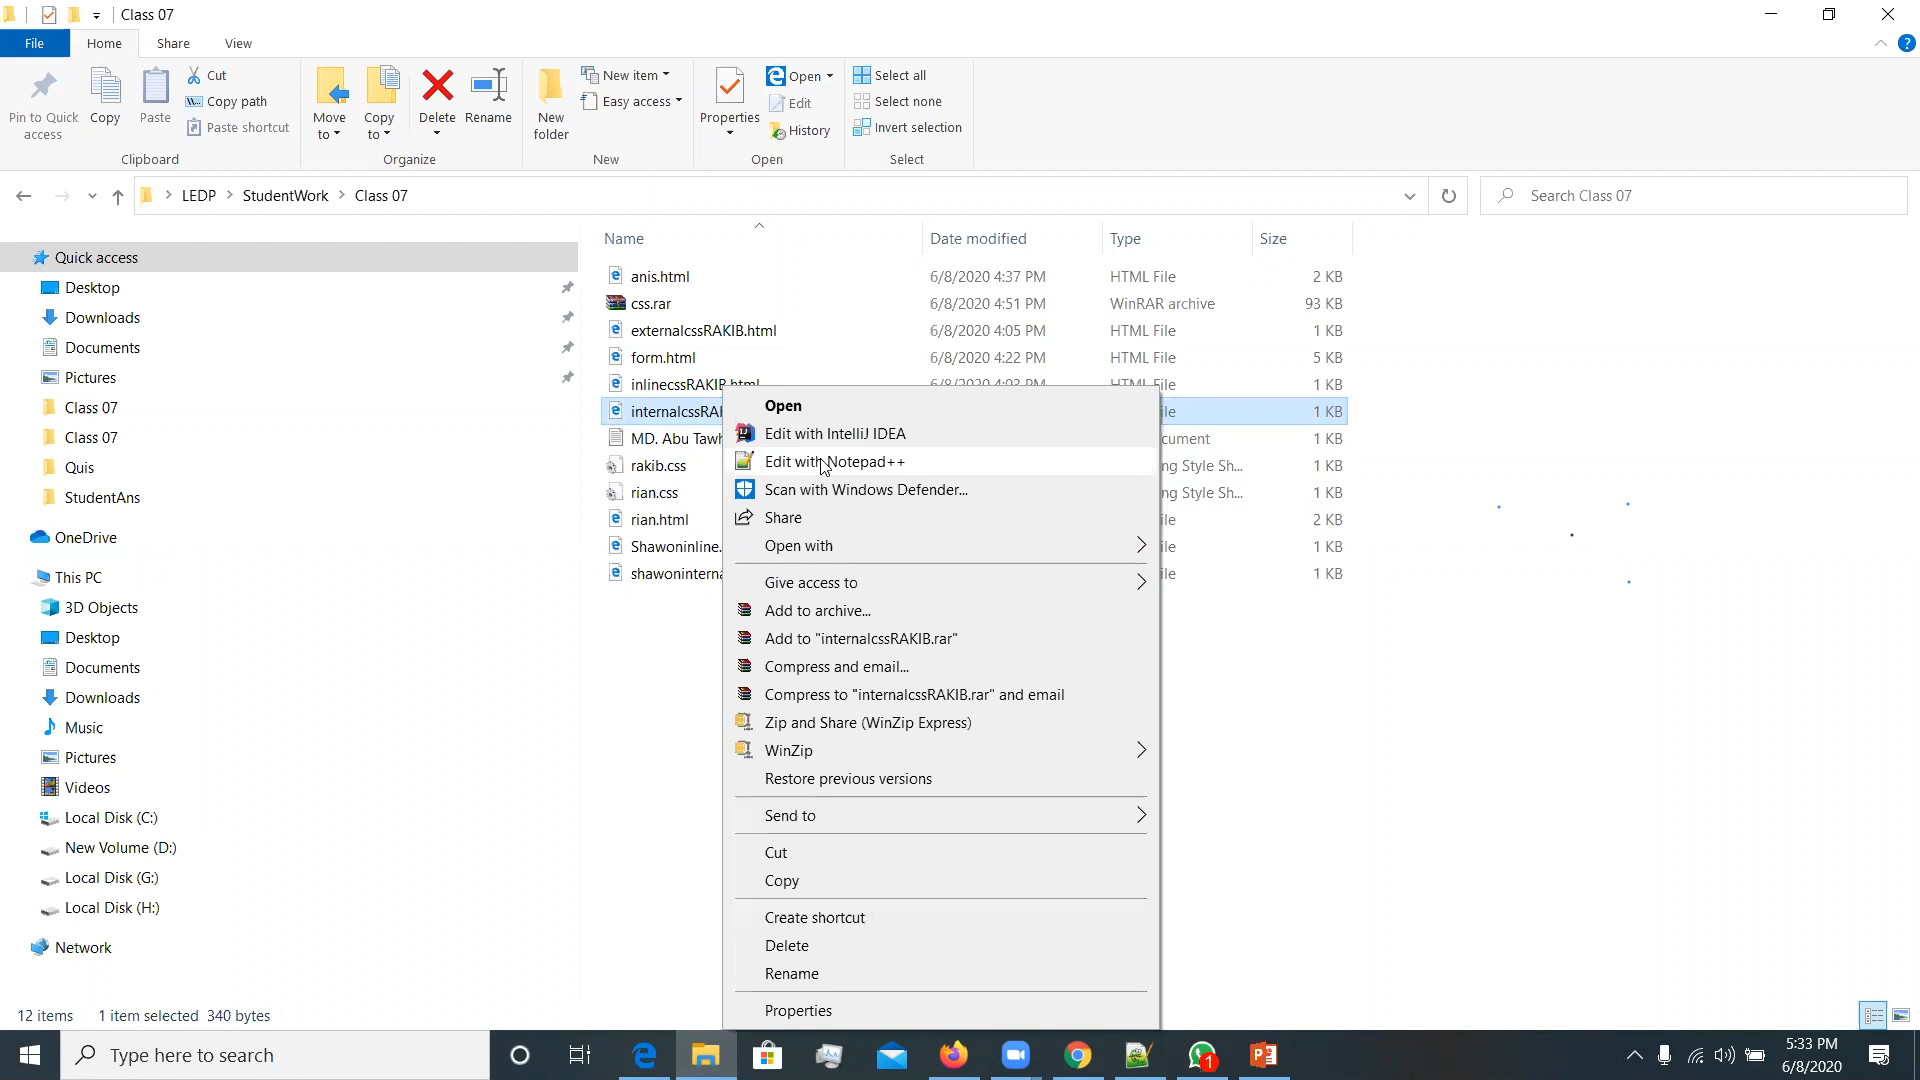 Class 07
File Home Share View
Pin to Quick access
Copy
Paste
Cut
Copy path
Paste shortcut
Clipboard
Move to
Copy to
Delete
Rename
Organize
New folder
New item
Easy access
New
Properties
Open
Edit
History
Open
Select all
Select none
Invert selection
Select
LEDP > StudentWork > Class 07
Search Class 07
Quick access
Desktop
Downloads
Documents
Pictures
Class 07
Class 07
Quis
StudentAns
OneDrive
This PC
3D Objects
Desktop
Documents
Downloads
Music
Pictures
Videos
Local Disk (C:)
New Volume (D:)
Local Disk (G:)
Local Disk (H:)
Network
Name Date modified Type Size
anis.html 6/8/2020 4:37 PM HTML File 2 KB
css.rar 6/8/2020 4:51 PM WinRAR archive 93 KB
externalcssRAKIB.html 6/8/2020 4:05 PM HTML File 1 KB
form.html 6/8/2020 4:22 PM HTML File 5 KB
inlinecssRAKIB.html 6/8/2020 4:03 PM HTML File 1 KB
internalcssRAK ile 1 KB
MD. Abu Tawh cument 1 KB
rakib.css ng Style Sh... 1 KB
rian.css ng Style Sh... 1 KB
rian.html ile 2 KB
Shawoninline. ile 1 KB
shawoninterna ile 1 KB
Open
Edit with IntelliJ IDEA
Edit with Notepad++
Scan with Windows Defender...
Share
Open with
Give access to
Add to archive...
Add to "internalcssRAKIB.rar"
Compress and email...
Compress to "internalcssRAKIB.rar" and email
Zip and Share (WinZip Express)
WinZip
Restore previous versions
Send to
Cut
Copy
Create shortcut
Delete
Rename
Properties
12 items 1 item selected 340 bytes
Type here to search
1
5:33 PM
6/8/2020